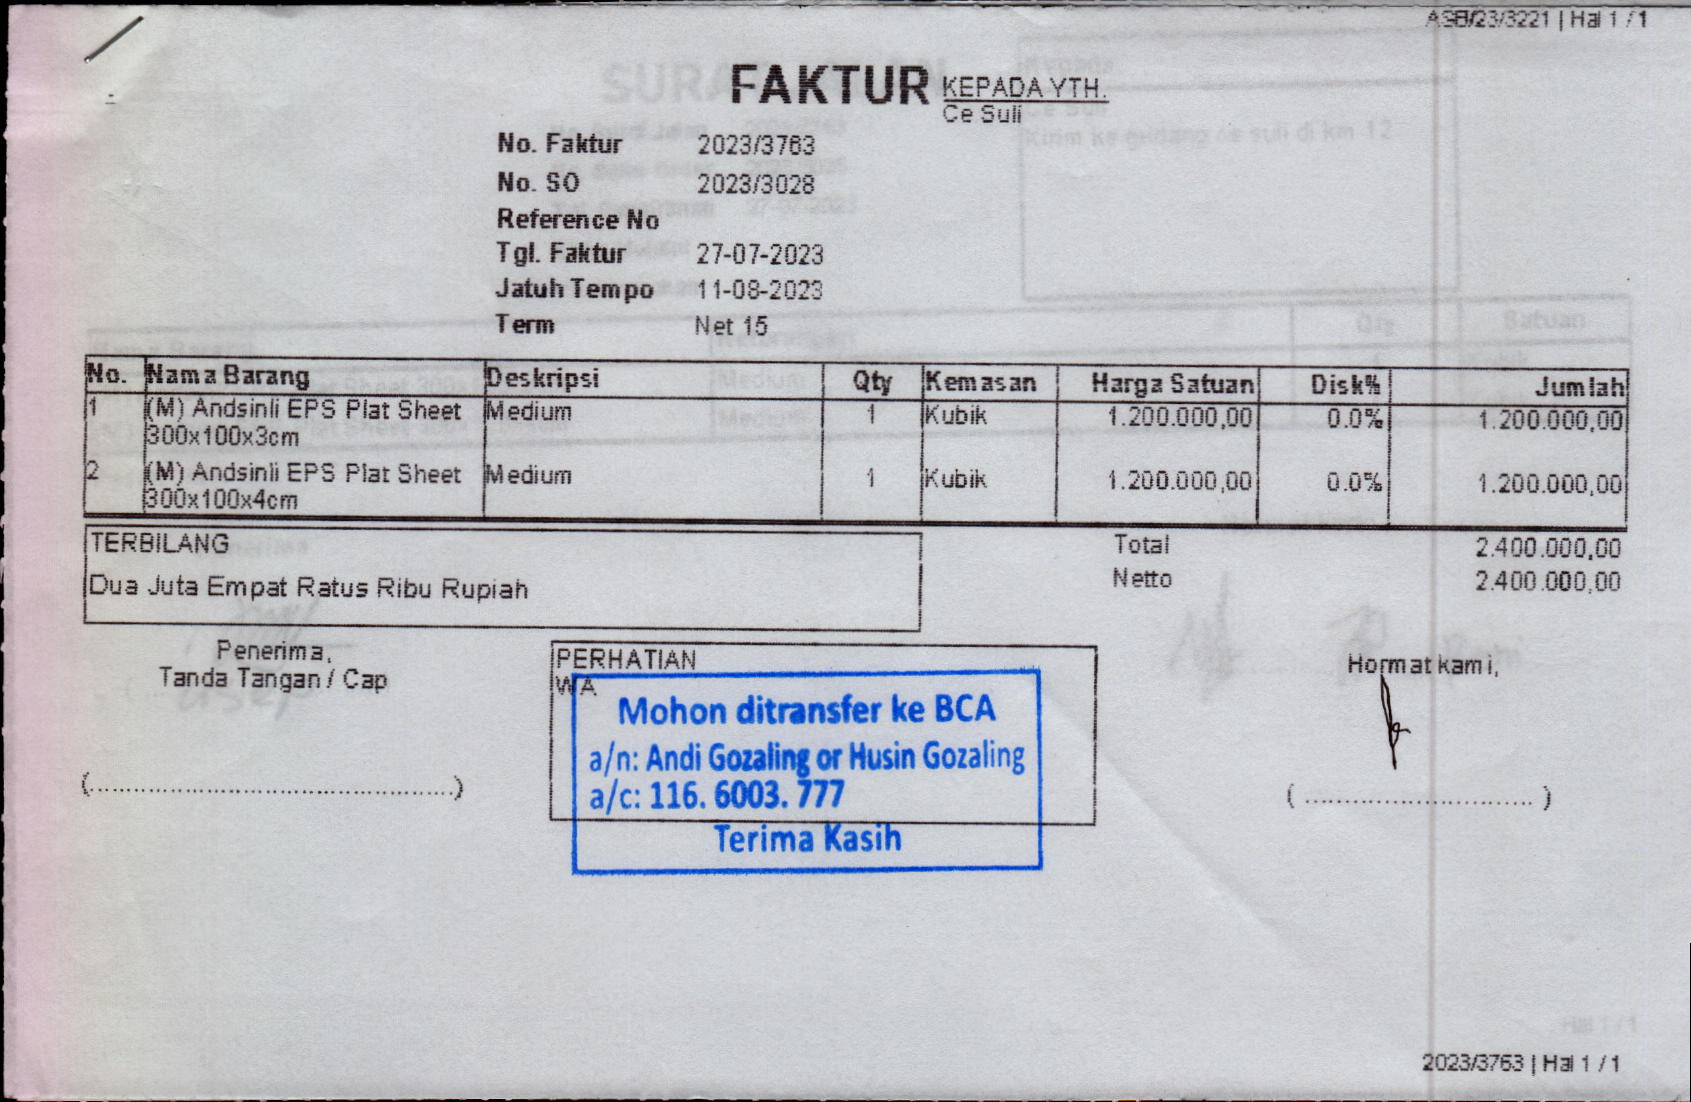 ASB/23/3221 | Hal 1 / 1
FAKTUR
KEPADA YTH.
Ce Suli
No. Faktur 2023/3763
No. SO 2023/3028
Reference No
Tgl. Faktur 27-07-2023
Jatuh Tempo 11-08-2023
Term Net 15
No. Nama Barang Deskripsi Qty Kemasan Harga Satuan Disk% Jumlah
1 (M) Andsinli EPS Plat Sheet Medium 1 Kubik 1.200.000,00 0.0% 1.200.000,00
300x100x3cm
2 (M) Andsinli EPS Plat Sheet Medium 1 Kubik 1.200.000,00 0.0% 1.200.000,00
300x100x4cm
TERBILANG
Dua Juta Empat Ratus Ribu Rupiah
Total 2.400.000,00
Netto 2.400.000,00
Penerima,
Tanda Tangan / Cap
(.................................................)
PERHATIAN
WA
Mohon ditransfer ke BCA
a/n: Andi Gozaling or Husin Gozaling
a/c: 116. 6003. 777
Terima Kasih
Hormat kami,
( ............................... )
2023/3763 | Hal 1 / 1